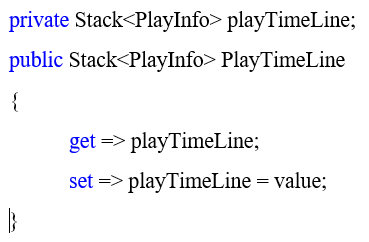 private Stack<PlayInfo> playTimeLine;
public Stack<PlayInfo> PlayTimeLine
{
get => playTimeLine;
set => playTimeLine = value;
}